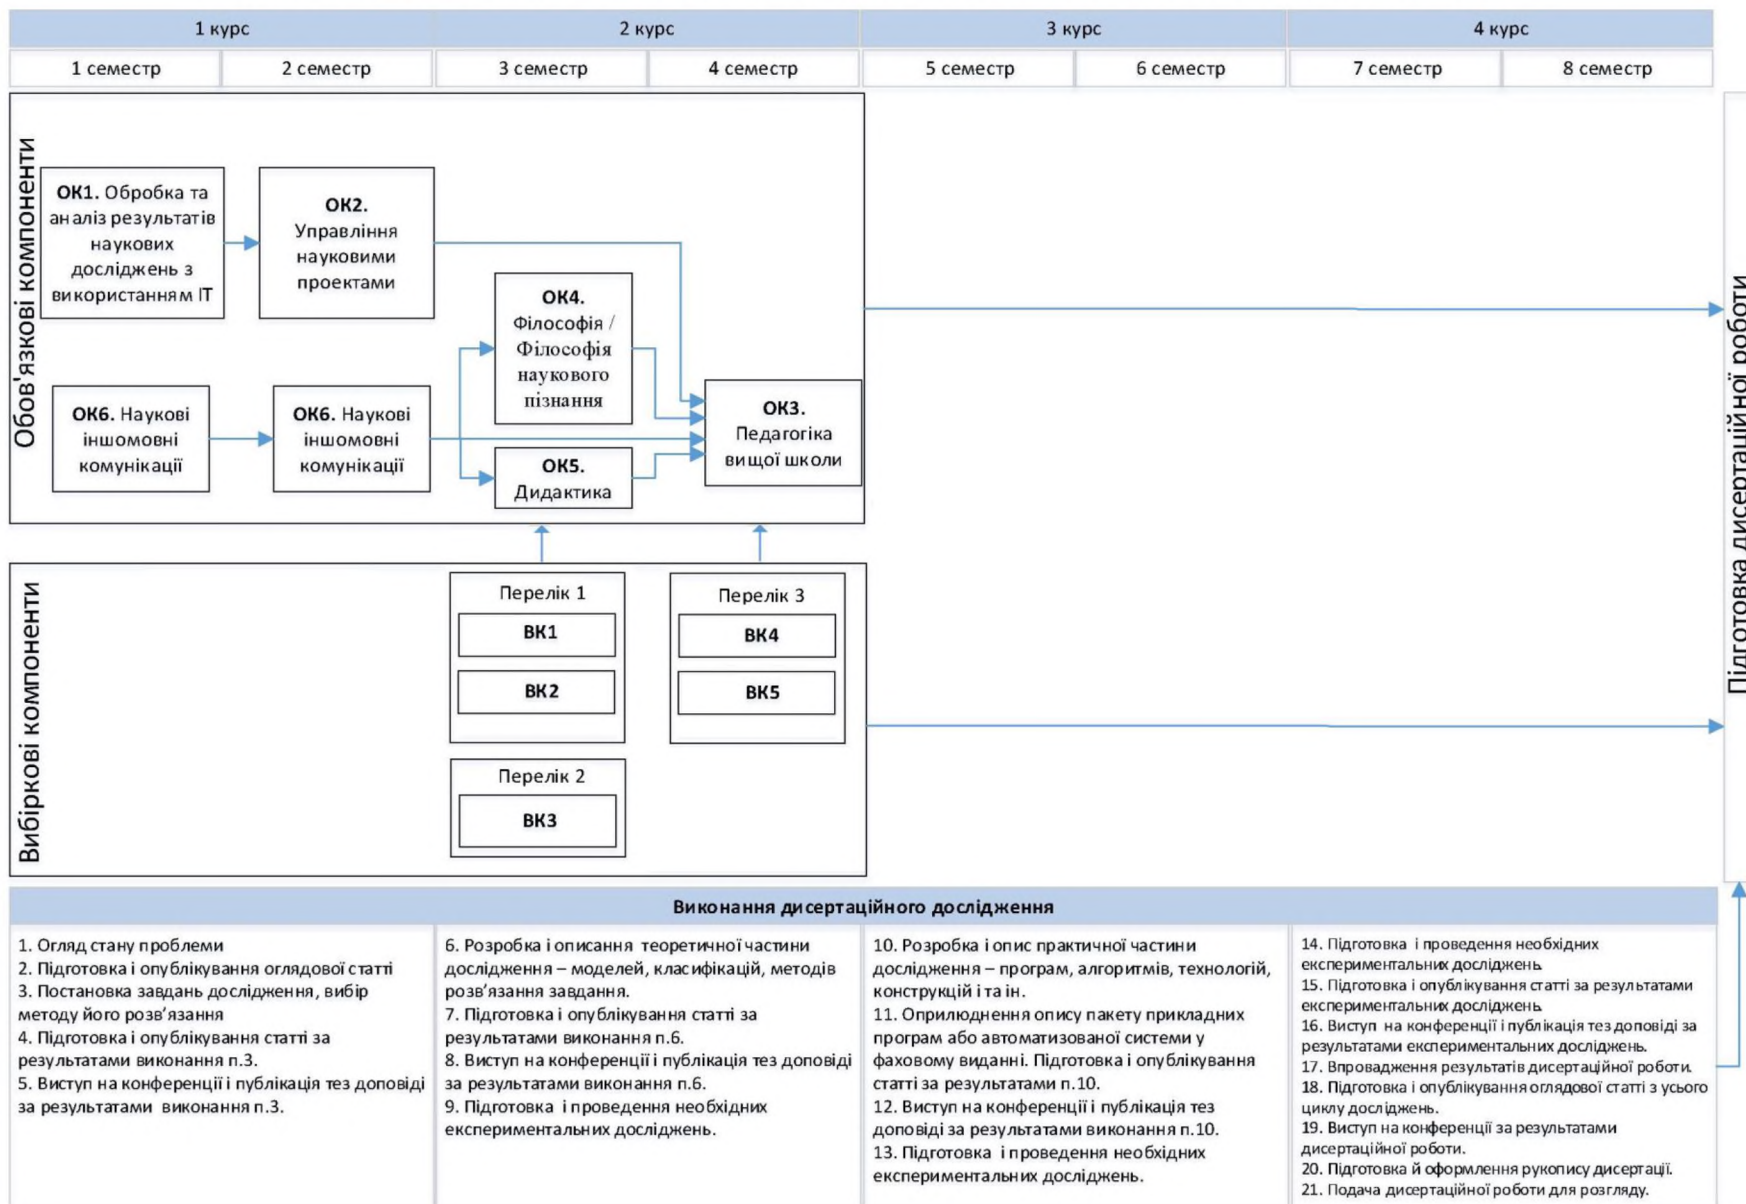 1 курс
2 курс
3 курс
4 курс
1 семестр
2 семестр
3 семестр
4 семестр
5 семестр
6 семестр
7 семестр
8 семестр
Обов'язкові компоненти
ОК1. Обробка та
аналіз результатів
наукових
досліджень з
використанням ІТ
ОК2.
Управління
науковими
проектами
ОК4.
Філософія /
Філософія
наукового
пізнання
ОК6. Наукові
іншомовні
комунікації
ОК6. Наукові
іншомовні
комунікації
ОК5.
Дидактика
ОК3.
Педагогіка
вищої школи
Підготовка дисертаційної роботи
Вибіркові компоненти
Перелік 1
ВК1
ВК2
Перелік 2
ВК3
Перелік 3
ВК4
ВК5
Виконання дисертаційного дослідження
1. Огляд стану проблеми
2. Підготовка і опублікування оглядової статті
3. Постановка завдань дослідження, вибір
методу його розв'язання
4. Підготовка і опублікування статті за
результатами виконання п.3.
5. Виступ на конференції і публікація тез доповіді
за результатами виконання п.3.
6. Розробка і описання теоретичної частини
дослідження – моделей, класифікацій, методів
розв'язання завдання.
7. Підготовка і опублікування статті за
результатами виконання п.6.
8. Виступ на конференції і публікація тез доповіді
за результатами виконання п.6.
9. Підготовка і проведення необхідних
експериментальних досліджень.
10. Розробка і опис практичної частини
дослідження – програм, алгоритмів, технологій,
конструкцій і та ін.
11. Оприлюднення опису пакету прикладних
програм або автоматизованої системи у
фаховому виданні. Підготовка і опублікування
статті за результатами п.10.
12. Виступ на конференції і публікація тез
доповіді за результатами виконання п.10.
13. Підготовка і проведення необхідних
експериментальних досліджень.
14. Підготовка і проведення необхідних
експериментальних досліджень.
15. Підготовка і опублікування статті за результатами
експериментальних досліджень.
16. Виступ на конференції і публікація тез доповіді за
результатами експериментальних досліджень.
17. Впровадження результатів дисертаційної роботи.
18. Підготовка і опублікування оглядової статті з усього
циклу досліджень.
19. Виступ на конференції за результатами
дисертаційної роботи.
20. Підготовка й оформлення рукопису дисертації.
21. Подача дисертаційної роботи для розгляду.